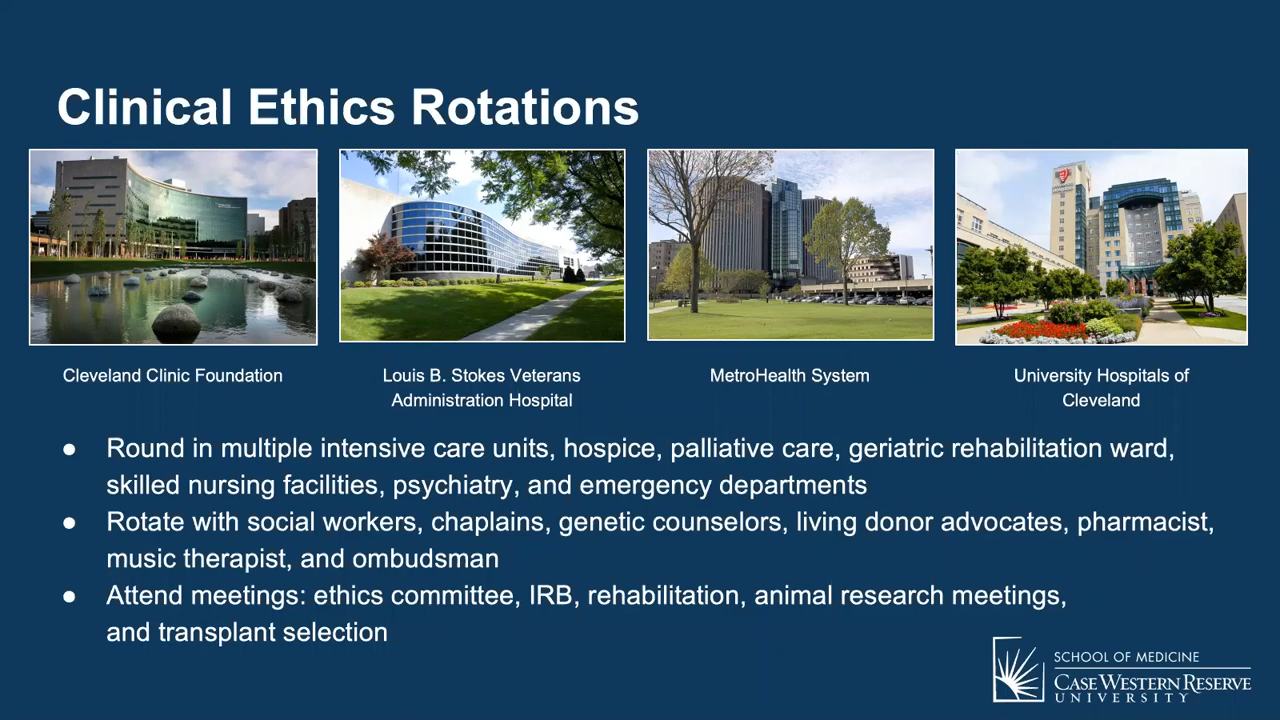 Clinical Ethics Rotations
Cleveland Clinic Foundation
Louis B. Stokes Veterans
Administration Hospital
MetroHealth System
University Hospitals of
Cleveland
● Round in multiple intensive care units, hospice, palliative care, geriatric rehabilitation ward,
skilled nursing facilities, psychiatry, and emergency departments
● Rotate with social workers, chaplains, genetic counselors, living donor advocates, pharmacist,
music therapist, and ombudsman
● Attend meetings: ethics committee, IRB, rehabilitation, animal research meetings,
and transplant selection
SCHOOL OF MEDICINE
CASE WESTERN RESERVE
UNIVERSITY